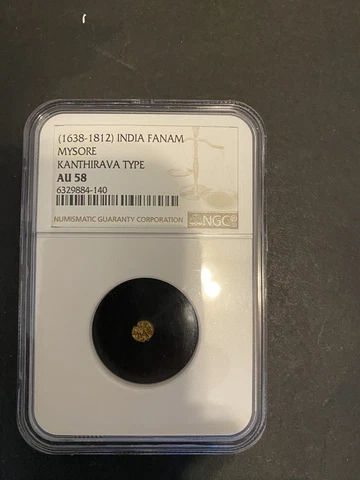 (1638-1812) INDIA FANAM
MYSORE
KANTHIRAVA TYPE
AU 58
6329884-140
NUMISMATIC GUARANTY CORPORATION
NGC